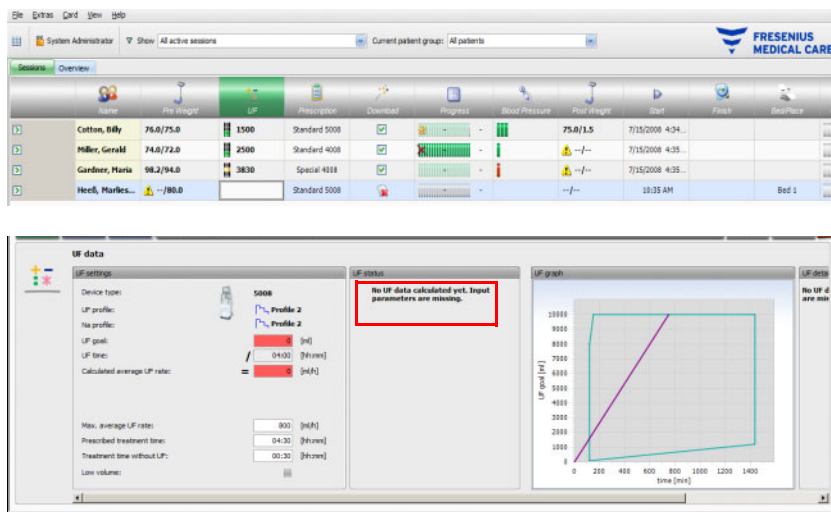 File Extras Card View Help
System Administrator Show All active sessions Current patient group: All patients
FRESENIUS
MEDICAL CARE
Sessions Overview
Name Pre Weight UF Prescription Download Progress Blood Pressure Post Weight Start Finish Bed/Place
Cotton, Billy 76.0/75.0 1500 Standard 5008 - - 75.0/1.5 7/15/2008 4:34...
Miller, Gerald 74.0/72.0 2500 Standard 4008 - - --/-- 7/15/2008 4:35...
Gardner, Maria 98.2/94.0 3830 Special 4008 - - --/-- 7/15/2008 4:35...
Heeß, Marlies... --/80.0 Standard 5008 - - --/-- 10:35 AM Bed 1
UF data
UF settings
Device type: 5008
UF profile: Profile 2
Na profile: Profile 2
UF goal: 0 [ml]
UF time: / 04:00 [hh:mm]
Calculated average UF rate: = 0 [ml/h]
Max. average UF rate: 800 [ml/h]
Prescribed treatment time: 04:30 [hh:mm]
Treatment time without UF: 00:30 [hh:mm]
Low volume:
UF status
No UF data calculated yet. Input
parameters are missing.
UF graph
UF goal [ml]
10000
9000
8000
7000
6000
5000
4000
3000
2000
1000
0
0 200 400 600 800 1000 1200 1400
time [min]
UF deta
No UF d
are mis